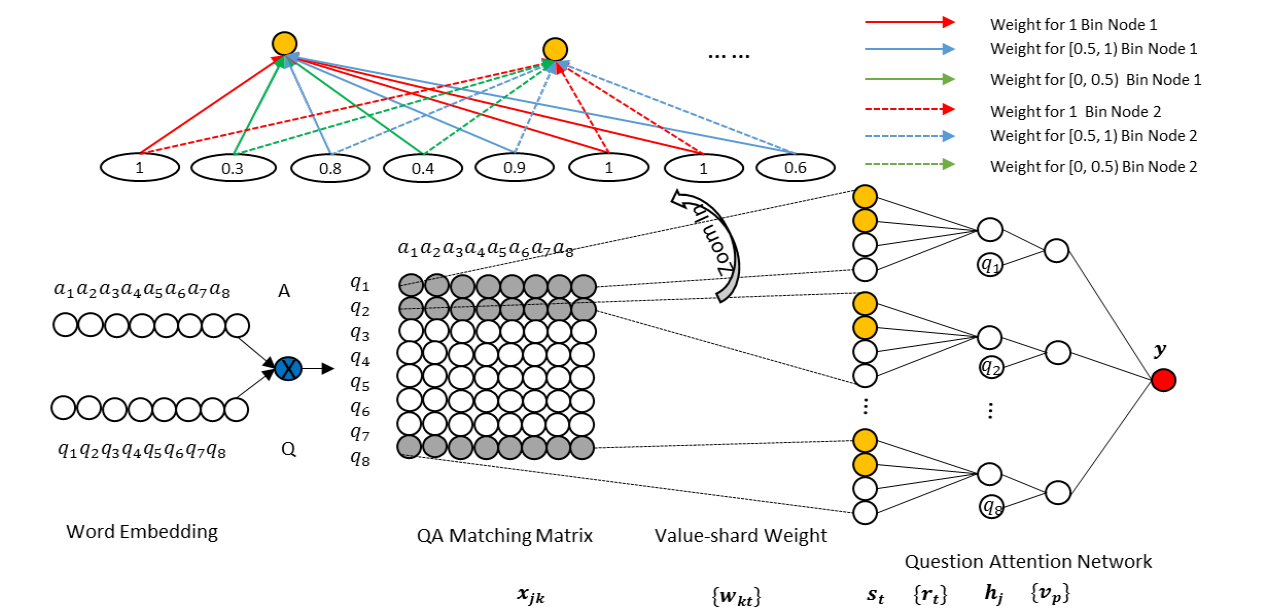 Weight for 1 Bin Node 1
Weight for [0.5, 1) Bin Node 1
Weight for [0, 0.5) Bin Node 1
Weight for 1 Bin Node 2
Weight for [0.5, 1) Bin Node 2
Weight for [0, 0.5) Bin Node 2
... ...
1 0.3 0.8 0.4 0.9 1 1 0.6
Zoom In
a₁a₂a₃a₄a₅a₆a₇a₈
a₁a₂a₃a₄a₅a₆a₇a₈ A
q₁
q₂
q₃
q₄
q₅
q₆
q₇
q₈
X
q₁q₂q₃q₄q₅q₆q₇q₈ Q
q₁
q₂
⋮ ⋮
q₈
y
Word Embedding
QA Matching Matrix
Value-shard Weight
Question Attention Network
xⱼₖ {wₖₜ} sₜ {rₜ} hⱼ {vₚ}